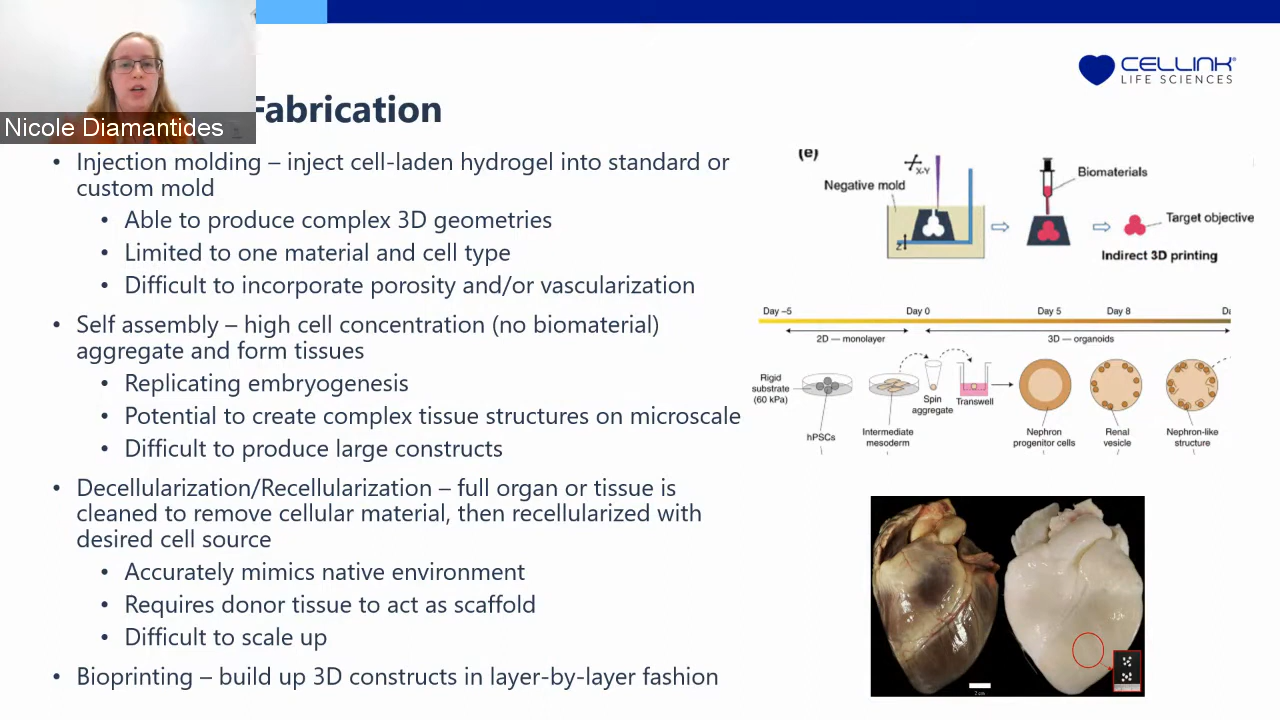 CELLINK
LIFE SCIENCES
Fabrication
Nicole Diamantides
• Injection molding – inject cell-laden hydrogel into standard or
custom mold
• Able to produce complex 3D geometries
• Limited to one material and cell type
• Difficult to incorporate porosity and/or vascularization
• Self assembly – high cell concentration (no biomaterial)
aggregate and form tissues
• Replicating embryogenesis
• Potential to create complex tissue structures on microscale
• Difficult to produce large constructs
• Decellularization/Recellularization – full organ or tissue is
cleaned to remove cellular material, then recellularized with
desired cell source
• Accurately mimics native environment
• Requires donor tissue to act as scaffold
• Difficult to scale up
• Bioprinting – build up 3D constructs in layer-by-layer fashion
(e)
X-Y
Negative mold
Z
Biomaterials
Target objective
Indirect 3D printing
Day –5
Day 0
Day 5
Day 8
2D — monolayer
3D — organoids
Rigid
substrate
(60 kPa)
hPSCs
Intermediate
mesoderm
Spin
aggregate
Transwell
Nephron
progenitor cells
Renal
vesicle
Nephron-like
structure
2 cm